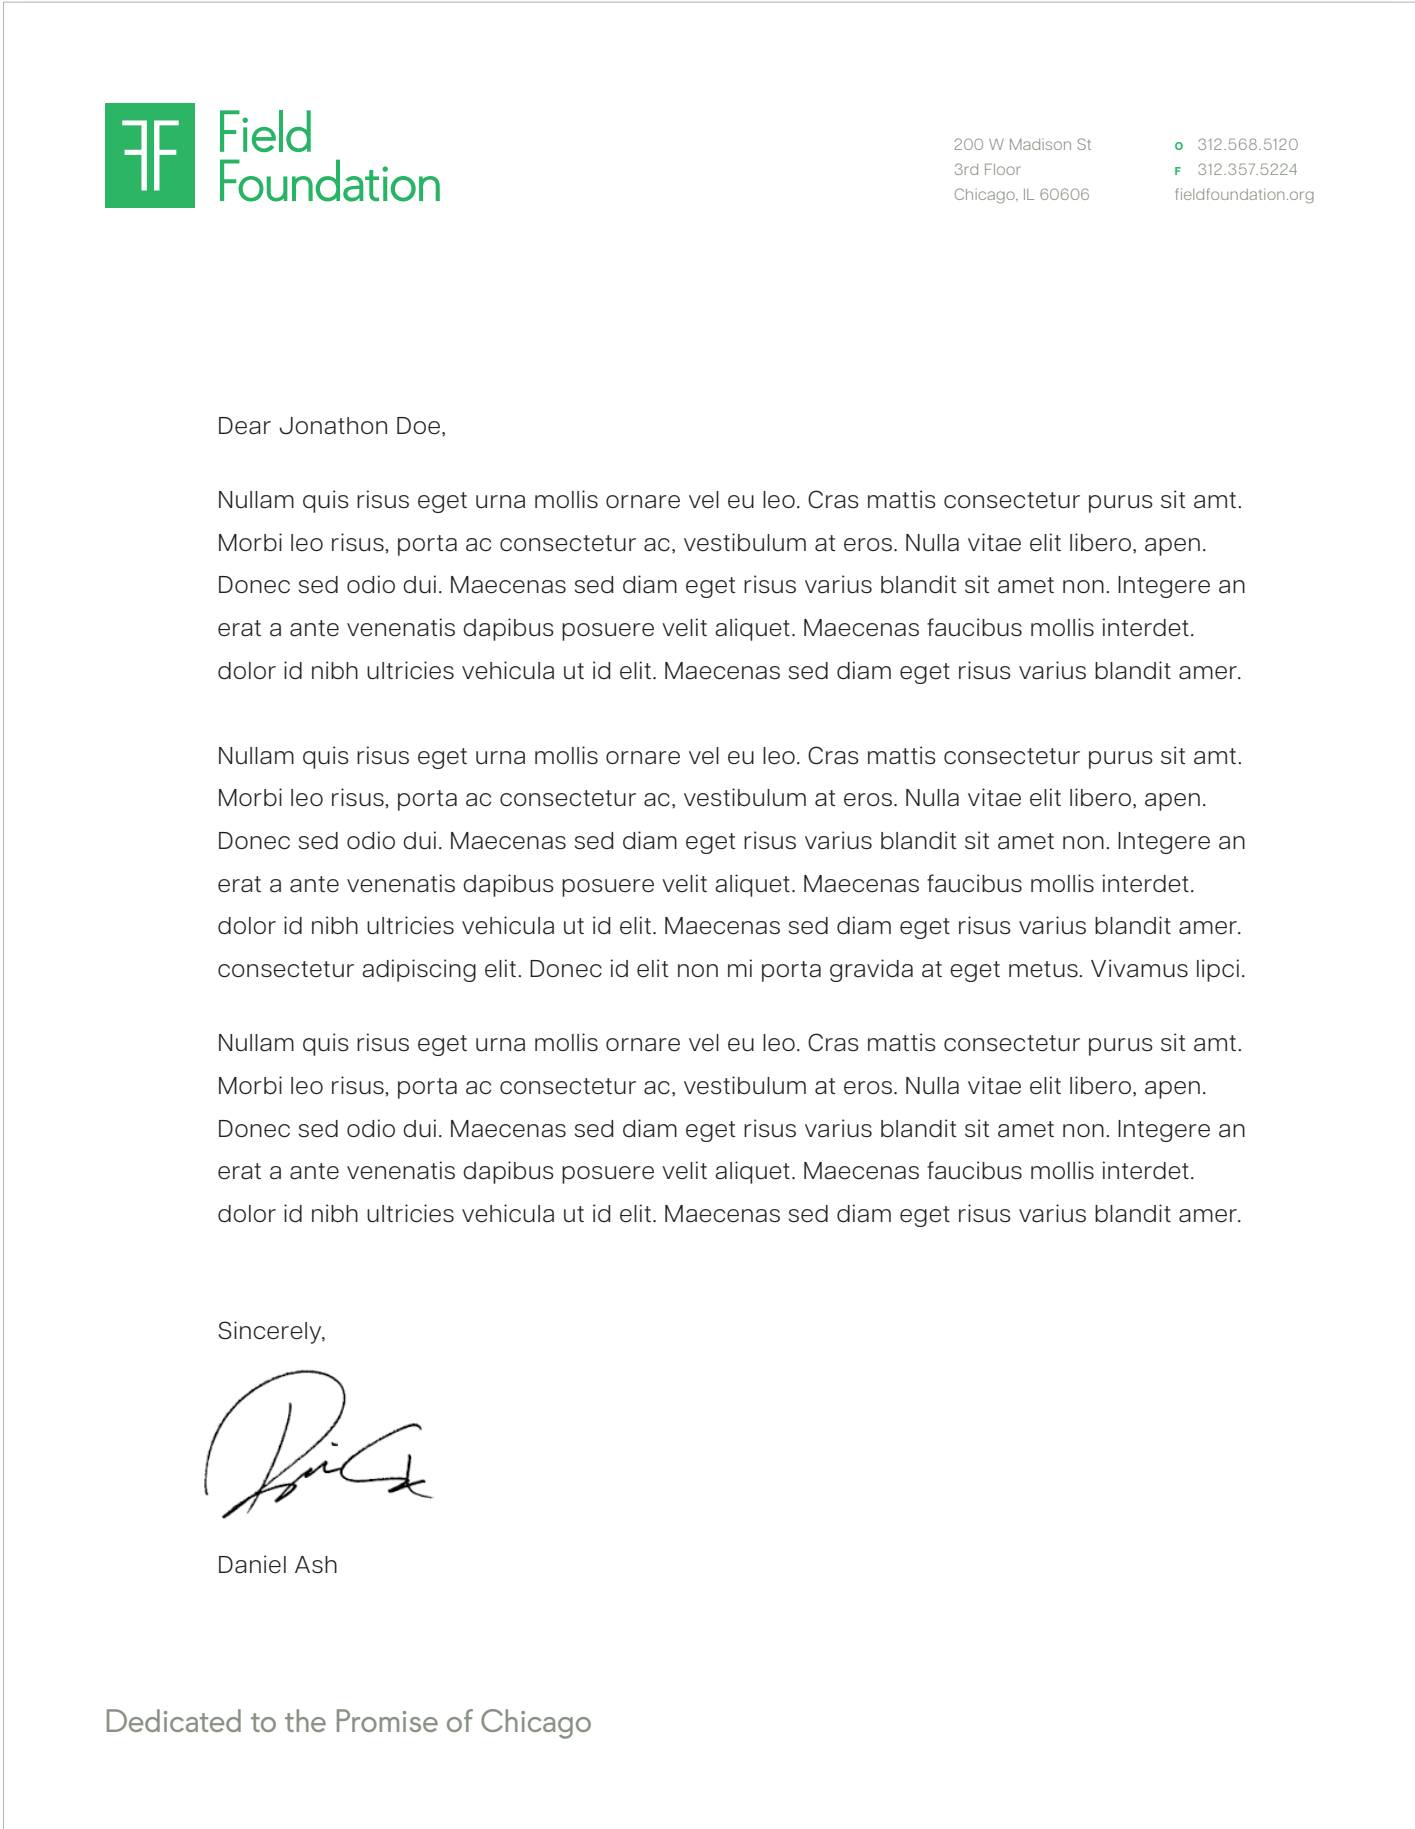 Field
Foundation
200 W Madison St
3rd Floor
Chicago, IL 60606
O 312.568.5120
F 312.357.5224
fieldfoundation.org
Dear Jonathon Doe,
Nullam quis risus eget urna mollis ornare vel eu leo. Cras mattis consectetur purus sit amt.
Morbi leo risus, porta ac consectetur ac, vestibulum at eros. Nulla vitae elit libero, apen.
Donec sed odio dui. Maecenas sed diam eget risus varius blandit sit amet non. Integere an
erat a ante venenatis dapibus posuere velit aliquet. Maecenas faucibus mollis interdet.
dolor id nibh ultricies vehicula ut id elit. Maecenas sed diam eget risus varius blandit amer.
Nullam quis risus eget urna mollis ornare vel eu leo. Cras mattis consectetur purus sit amt.
Morbi leo risus, porta ac consectetur ac, vestibulum at eros. Nulla vitae elit libero, apen.
Donec sed odio dui. Maecenas sed diam eget risus varius blandit sit amet non. Integere an
erat a ante venenatis dapibus posuere velit aliquet. Maecenas faucibus mollis interdet.
dolor id nibh ultricies vehicula ut id elit. Maecenas sed diam eget risus varius blandit amer.
consectetur adipiscing elit. Donec id elit non mi porta gravida at eget metus. Vivamus lipci.
Nullam quis risus eget urna mollis ornare vel eu leo. Cras mattis consectetur purus sit amt.
Morbi leo risus, porta ac consectetur ac, vestibulum at eros. Nulla vitae elit libero, apen.
Donec sed odio dui. Maecenas sed diam eget risus varius blandit sit amet non. Integere an
erat a ante venenatis dapibus posuere velit aliquet. Maecenas faucibus mollis interdet.
dolor id nibh ultricies vehicula ut id elit. Maecenas sed diam eget risus varius blandit amer.
Sincerely,
Daniel Ash
Dedicated to the Promise of Chicago